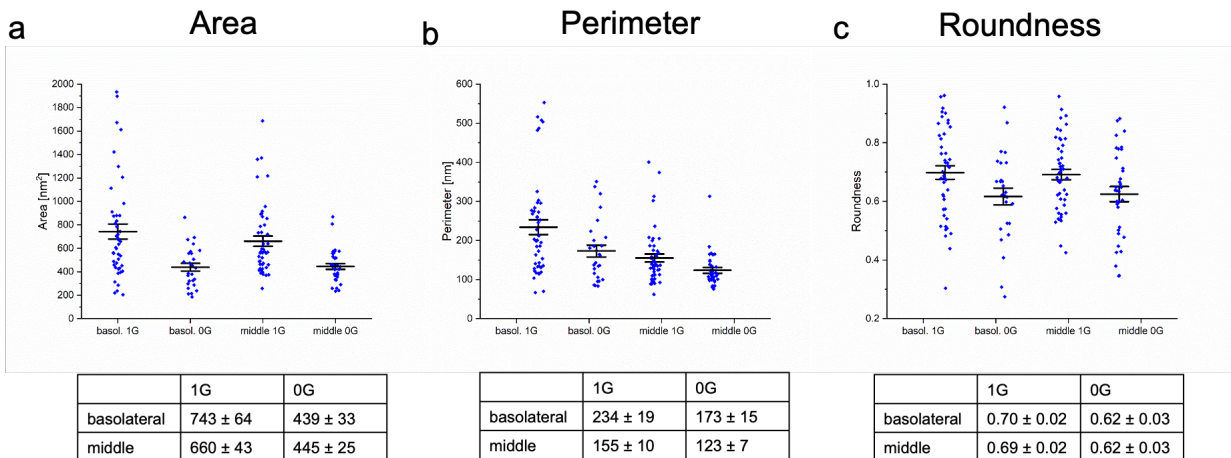 a
Area
b
Perimeter
c
Roundness
Area [nm²]
2000
1800
1600
1400
1200
1000
800
600
400
200
0
basol. 1G basol. 0G middle 1G middle 0G
Perimeter [nm]
600
500
400
300
200
100
0
basol. 1G basol. 0G middle 1G middle 0G
Roundness
1.0
0.8
0.6
0.4
0.2
basol. 1G basol. 0G middle 1G middle 0G
1G 0G
basolateral 743 ± 64 439 ± 33
middle 660 ± 43 445 ± 25
1G 0G
basolateral 234 ± 19 173 ± 15
middle 155 ± 10 123 ± 7
1G 0G
basolateral 0.70 ± 0.02 0.62 ± 0.03
middle 0.69 ± 0.02 0.62 ± 0.03